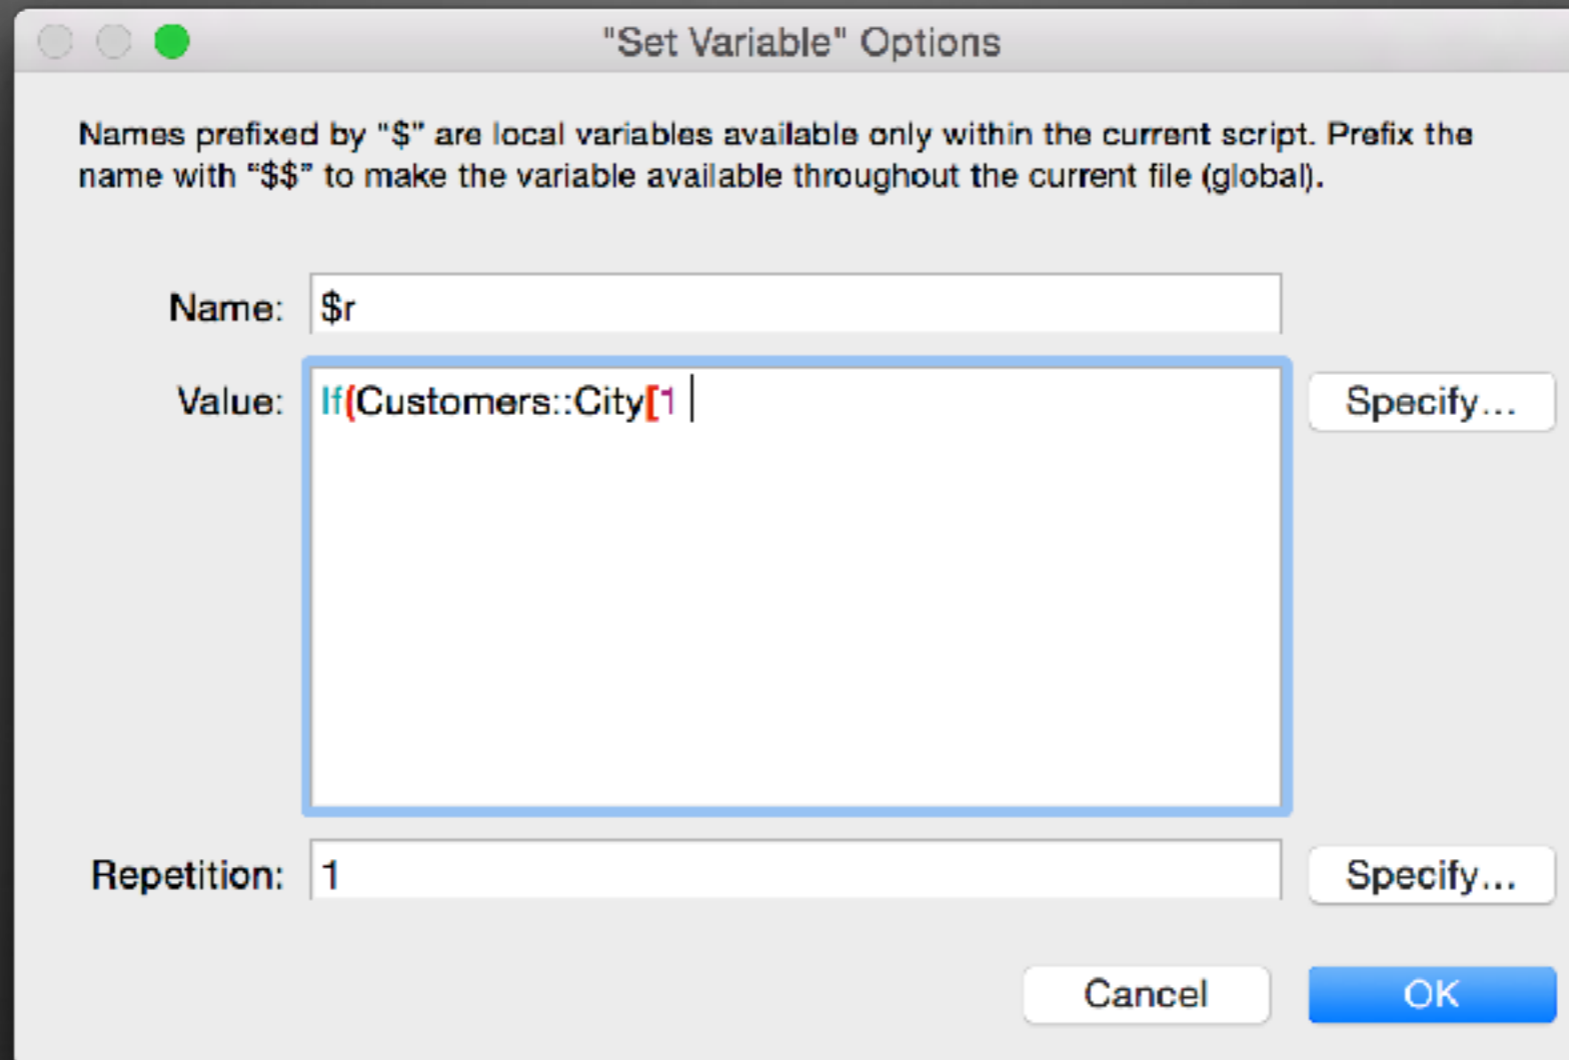 "Set Variable" Options
Names prefixed by “$” are local variables available only within the current script. Prefix the
name with “$$” to make the variable available throughout the current file (global).
Name: $r
Value: If(Customers::City[1 Specify...
Repetition: 1 Specify...
Cancel OK